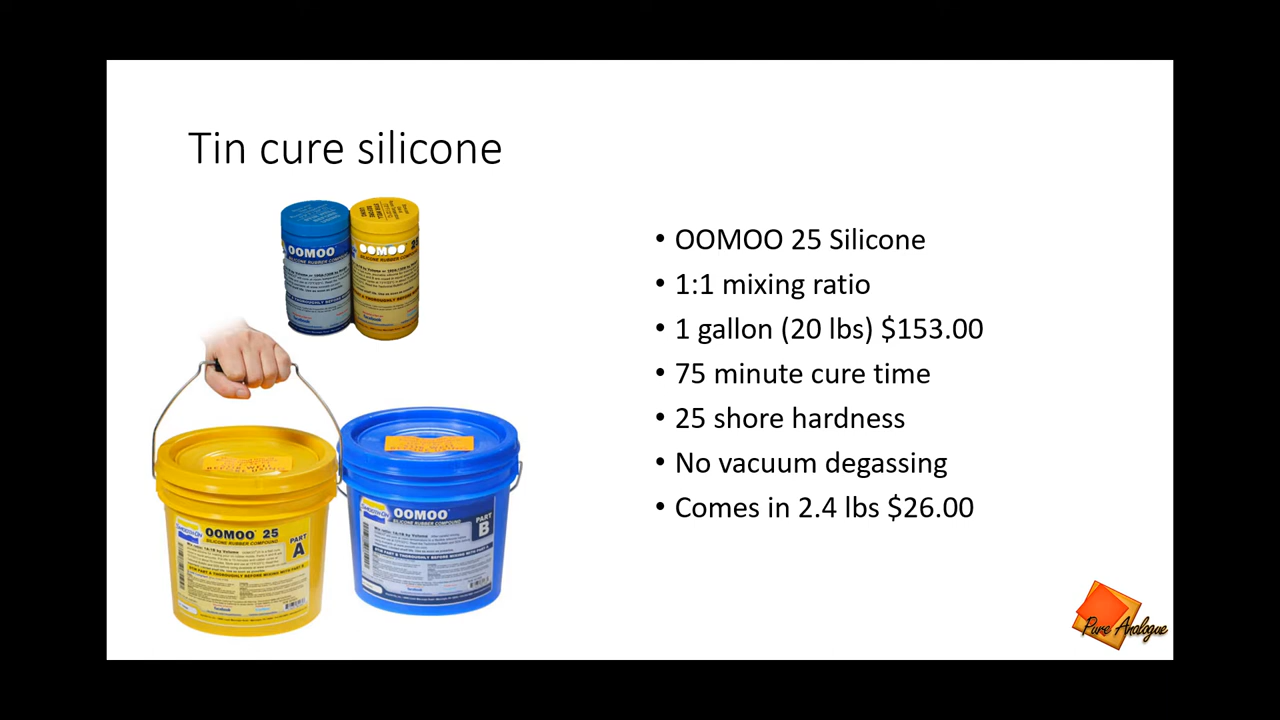 Tin cure silicone
OOMOO
OOMOO 25
OOMOO 25
SILICONE RUBBER COMPOUND
PART
A
OOMOO
SILICONE RUBBER COMPOUND
PART
B
• OOMOO 25 Silicone
• 1:1 mixing ratio
• 1 gallon (20 lbs) $153.00
• 75 minute cure time
• 25 shore hardness
• No vacuum degassing
• Comes in 2.4 lbs $26.00
Pure Analogue